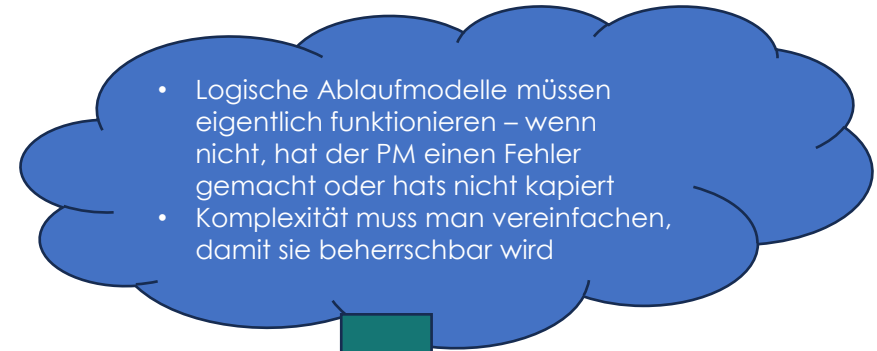 • Logische Ablaufmodelle müssen
eigentlich funktionieren – wenn
nicht, hat der PM einen Fehler
gemacht oder hats nicht kapiert
• Komplexität muss man vereinfachen,
damit sie beherrschbar wird